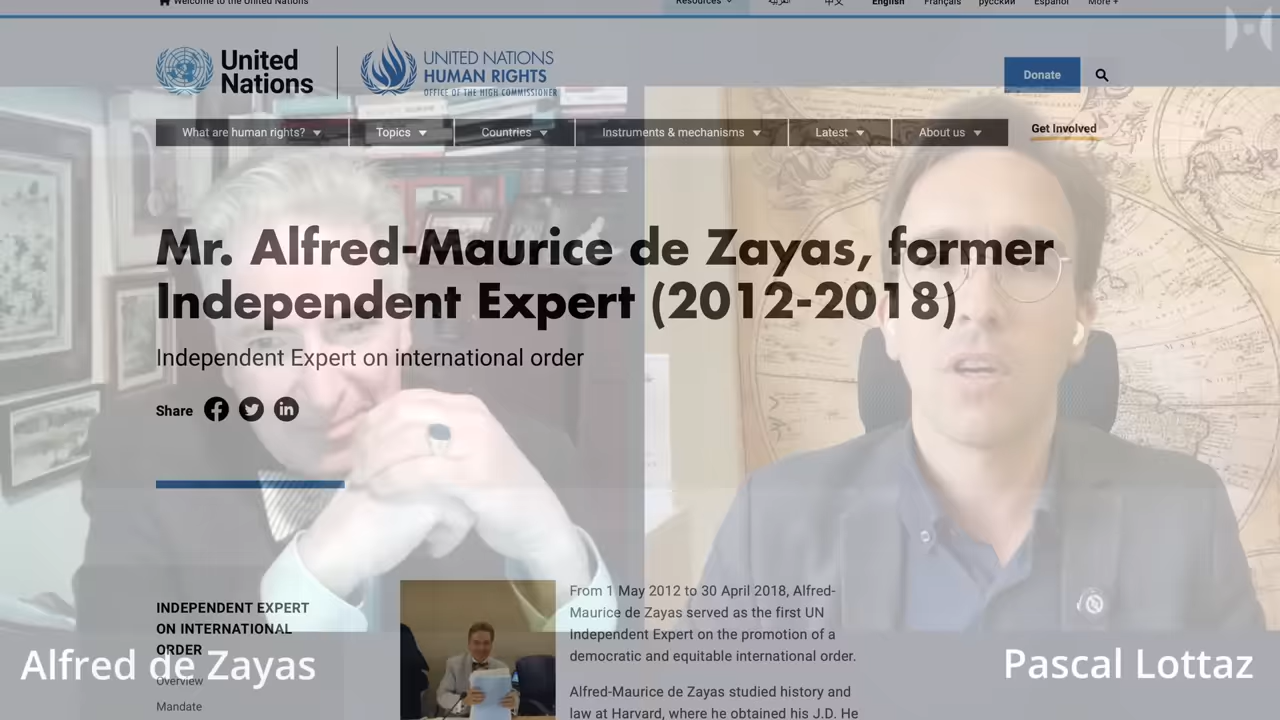 Welcome to the United Nations
Resources
العربية
中文
English
Français
русский
Español
More +
United
Nations
UNITED NATIONS
HUMAN RIGHTS
OFFICE OF THE HIGH COMMISSIONER
Donate
What are human rights?
Topics
Countries
Instruments & mechanisms
Latest
About us
Get Involved
Mr. Alfred-Maurice de Zayas, former
Independent Expert (2012-2018)
Independent Expert on international order
Share
From 1 May 2012 to 30 April 2018, Alfred-
Maurice de Zayas served as the first UN
Independent Expert on the promotion of a
democratic and equitable international order.
Alfred-Maurice de Zayas studied history and
law at Harvard, where he obtained his J.D. He
INDEPENDENT EXPERT
ON INTERNATIONAL
ORDER
Overview
Mandate
Alfred de Zayas
Pascal Lottaz